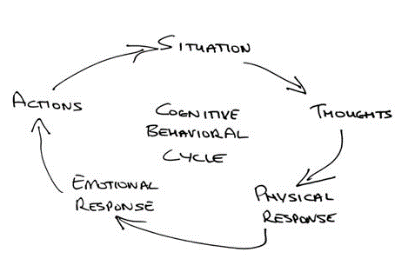 SITUATION
THOUGHTS
PHYSICAL
RESPONSE
EMOTIONAL
RESPONSE
ACTIONS
COGNITIVE
BEHAVIORAL
CYCLE